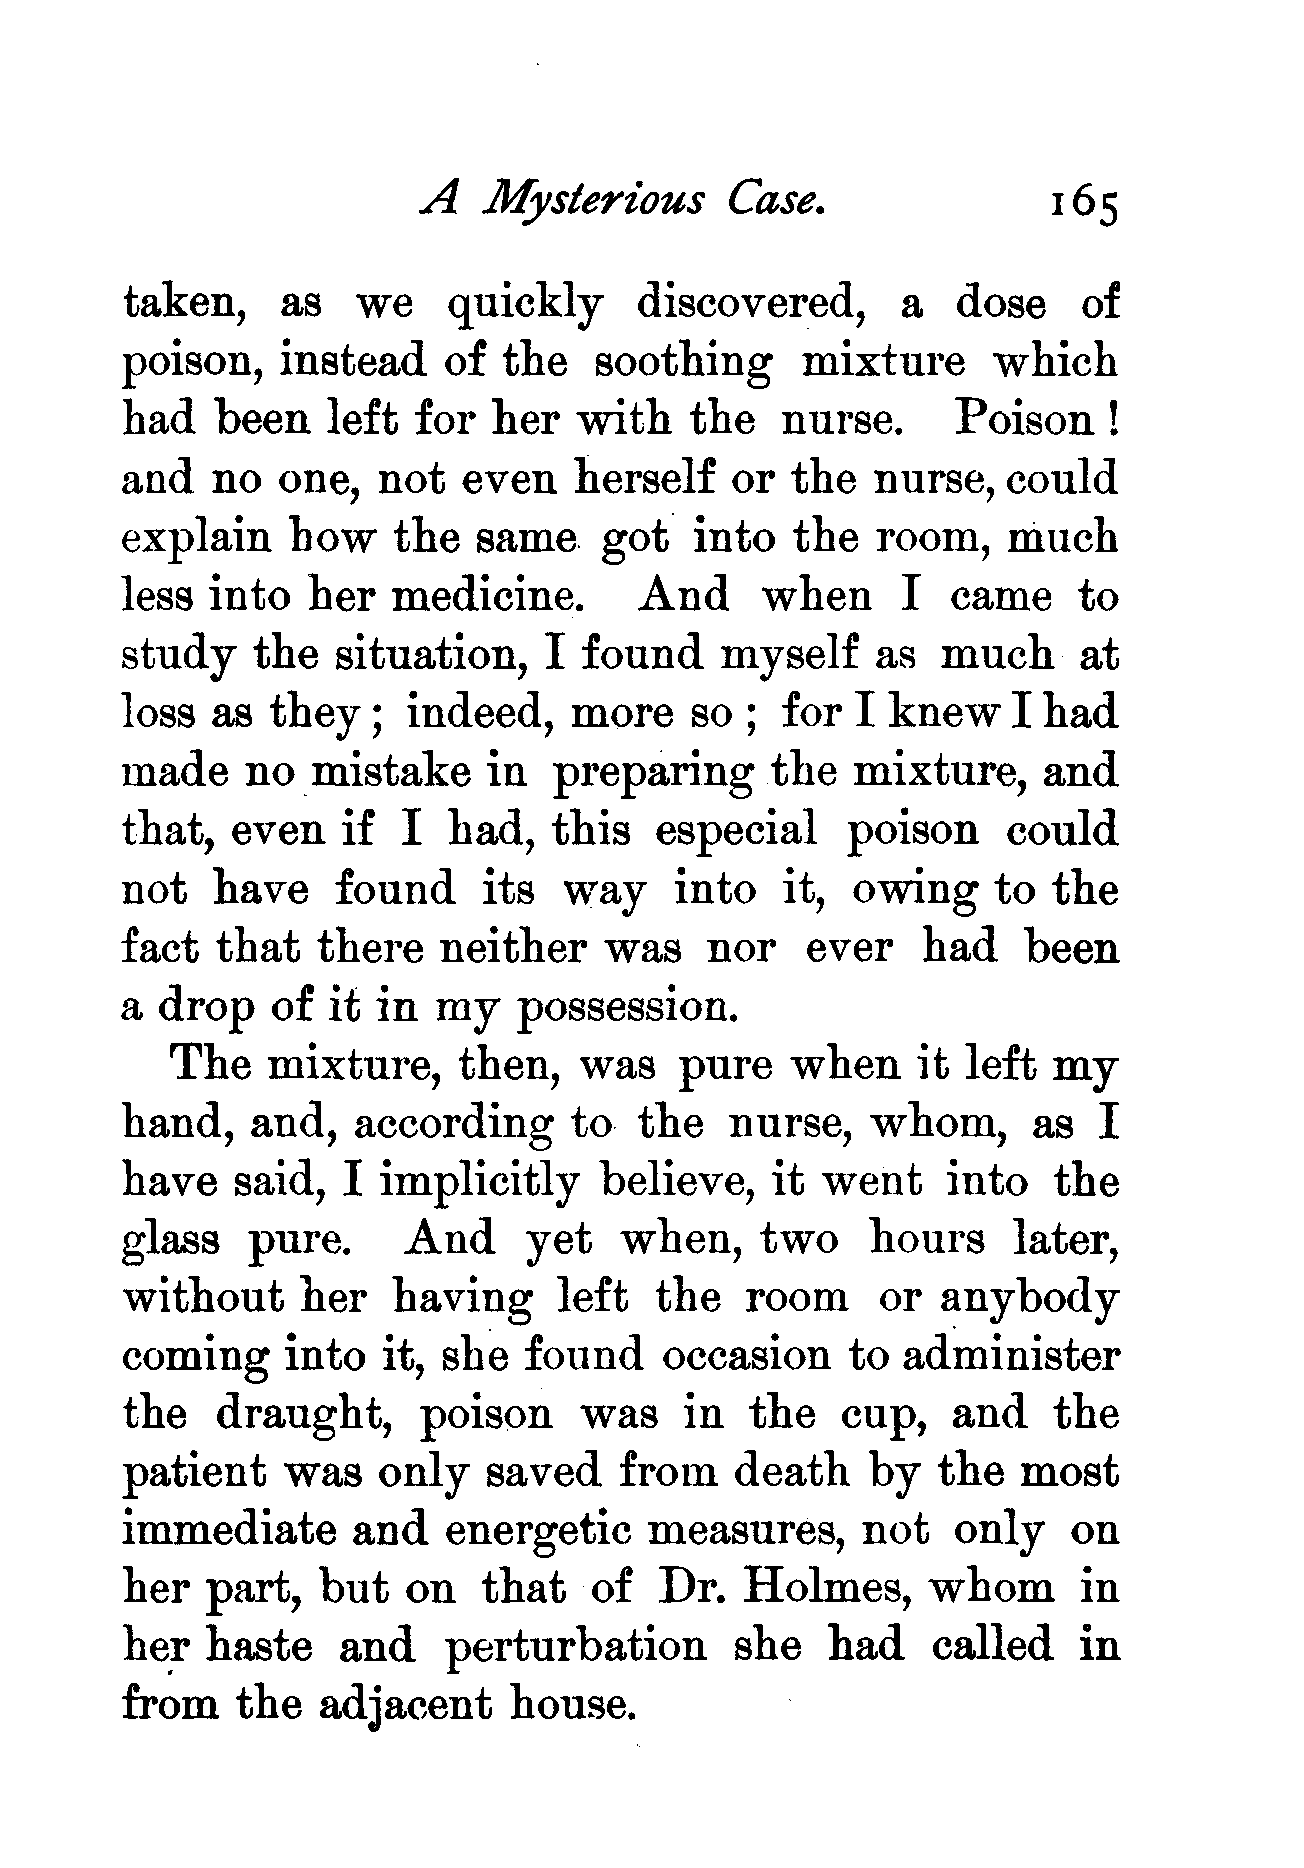 A Mysterious Case. 165
taken, as we quickly discovered, a dose of
poison, instead of the soothing mixture which
had been left for her with the nurse. Poison !
and no one, not even herself or the nurse, could
explain how the same got into the room, much
less into her medicine. And when I came to
study the situation, I found myself as much at
loss as they ; indeed, more so ; for I knew I had
made no mistake in preparing the mixture, and
that, even if I had, this especial poison could
not have found its way into it, owing to the
fact that there neither was nor ever had been
a drop of it in my possession.
The mixture, then, was pure when it left my
hand, and, according to the nurse, whom, as I
have said, I implicitly believe, it went into the
glass pure. And yet when, two hours later,
without her having left the room or anybody
coming into it, she found occasion to administer
the draught, poison was in the cup, and the
patient was only saved from death by the most
immediate and energetic measures, not only on
her part, but on that of Dr. Holmes, whom in
her haste and perturbation she had called in
from the adjacent house.